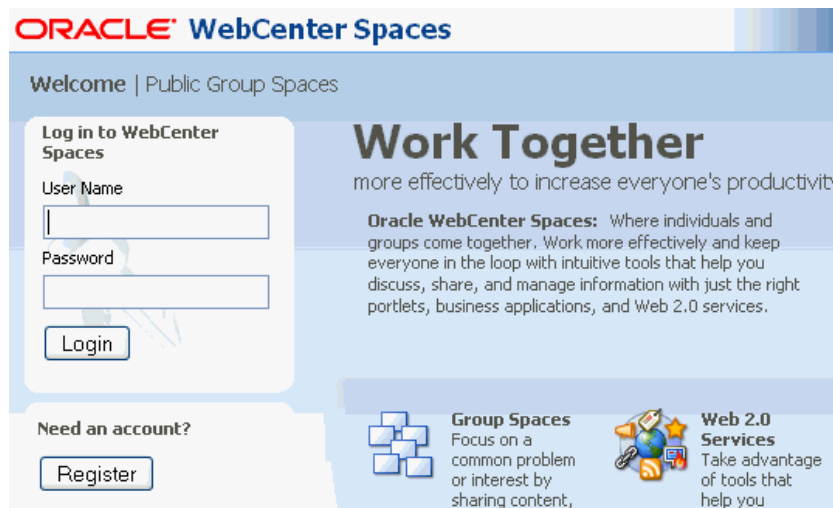 ORACLE WebCenter Spaces
Welcome | Public Group Spaces
Log in to WebCenter
Spaces
User Name
Password
Login
Need an account?
Register
Work Together
more effectively to increase everyone's productivity
Oracle WebCenter Spaces: Where individuals and
groups come together. Work more effectively and keep
everyone in the loop with intuitive tools that help you
discuss, share, and manage information with just the right
portlets, business applications, and Web 2.0 services.
Group Spaces
Focus on a
common problem
or interest by
sharing content,
Web 2.0
Services
Take advantage
of tools that
help you